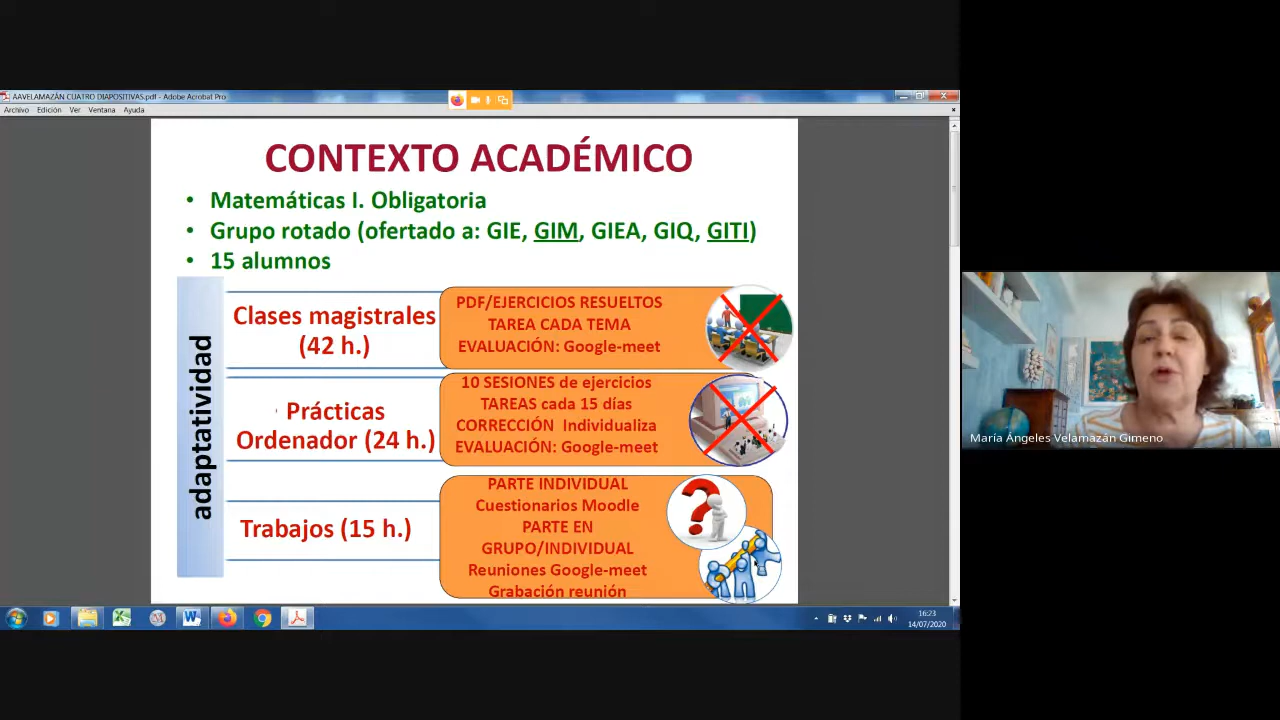 AAVELAMAZÁN CUATRO DIAPOSITIVAS.pdf - Adobe Acrobat Pro
Archivo Edición Ver Ventana Ayuda
CONTEXTO ACADÉMICO
• Matemáticas I. Obligatoria
• Grupo rotado (ofertado a: GIE, GIM, GIEA, GIQ, GITI)
• 15 alumnos
adaptatividad
Clases magistrales
(42 h.)
PDF/EJERCICIOS RESUELTOS
TAREA CADA TEMA
EVALUACIÓN: Google-meet
Prácticas
Ordenador (24 h.)
10 SESIONES de ejercicios
TAREAS cada 15 días
CORRECCIÓN Individualiza
EVALUACIÓN: Google-meet
Trabajos (15 h.)
PARTE INDIVIDUAL
Cuestionarios Moodle
PARTE EN
GRUPO/INDIVIDUAL
Reuniones Google-meet
Grabación reunión
María Ángeles Velamazán Gimeno
16:23
14/07/2020